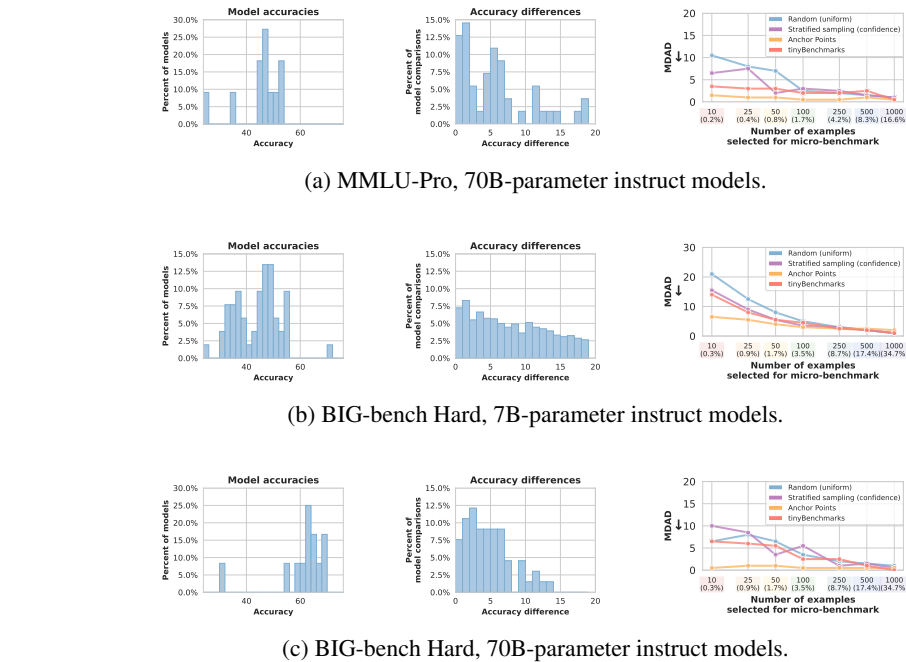 Model accuracies
30.0%
25.0%
20.0%
15.0%
10.0%
5.0%
0.0%
Percent of models
40
60
Accuracy
Accuracy differences
15.0%
12.5%
10.0%
7.5%
5.0%
2.5%
0.0%
Percent of
model comparisons
0
5
10
15
20
Accuracy difference
20
15
10
5
0
MDAD
↓
Random (uniform)
Stratified sampling (confidence)
Anchor Points
tinyBenchmarks
10 25 50 100 250 500 1000
(0.2%) (0.4%) (0.8%) (1.7%) (4.2%) (8.3%) (16.6%)
Number of examples
selected for micro-benchmark
(a) MMLU-Pro, 70B-parameter instruct models.
Model accuracies
15.0%
12.5%
10.0%
7.5%
5.0%
2.5%
0.0%
Percent of models
40
60
Accuracy
Accuracy differences
15.0%
12.5%
10.0%
7.5%
5.0%
2.5%
0.0%
Percent of
model comparisons
0
5
10
15
20
Accuracy difference
30
20
10
0
MDAD
↓
Random (uniform)
Stratified sampling (confidence)
Anchor Points
tinyBenchmarks
10 25 50 100 250 500 1000
(0.3%) (0.9%) (1.7%) (3.5%) (8.7%) (17.4%) (34.7%)
Number of examples
selected for micro-benchmark
(b) BIG-bench Hard, 7B-parameter instruct models.
Model accuracies
30.0%
25.0%
20.0%
15.0%
10.0%
5.0%
0.0%
Percent of models
40
60
Accuracy
Accuracy differences
15.0%
12.5%
10.0%
7.5%
5.0%
2.5%
0.0%
Percent of
model comparisons
0
5
10
15
20
Accuracy difference
20
15
10
5
0
MDAD
↓
Random (uniform)
Stratified sampling (confidence)
Anchor Points
tinyBenchmarks
10 25 50 100 250 500 1000
(0.3%) (0.9%) (1.7%) (3.5%) (8.7%) (17.4%) (34.7%)
Number of examples
selected for micro-benchmark
(c) BIG-bench Hard, 70B-parameter instruct models.